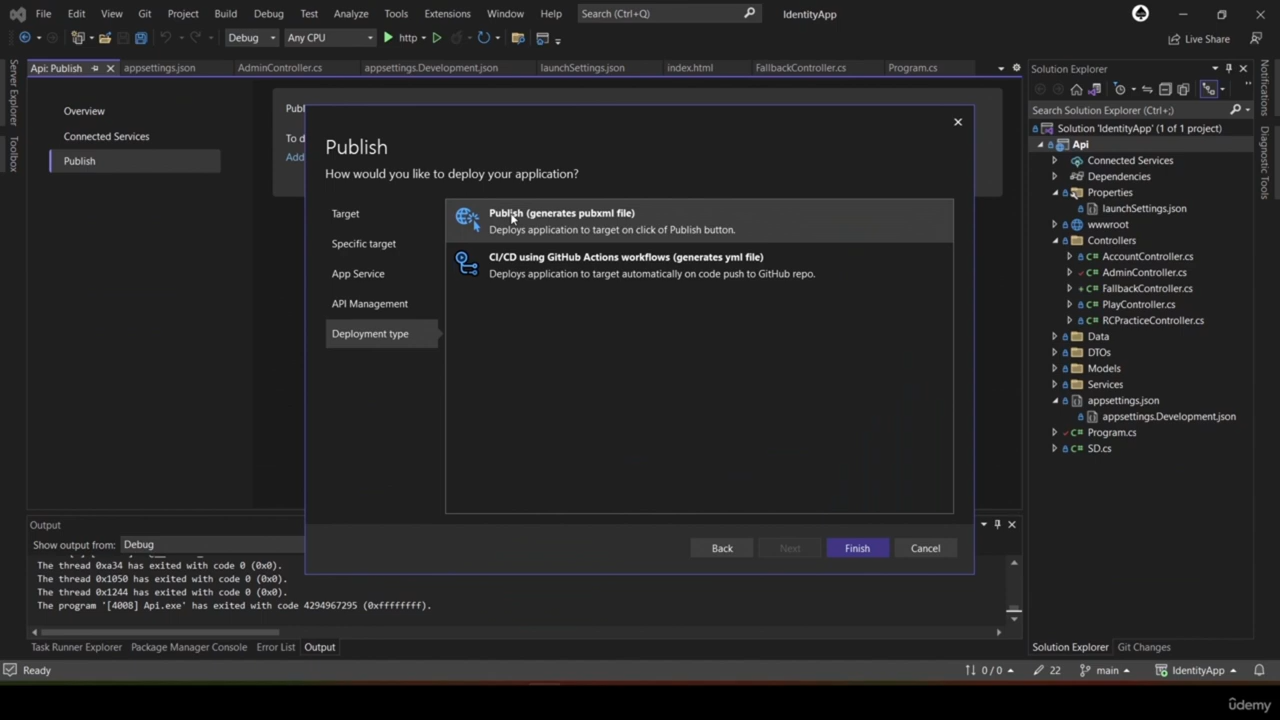 File Edit View Git Project Build Debug Test Analyze Tools Extensions Window Help Search (Ctrl+Q) IdentityApp
Debug Any CPU http Live Share
Api: Publish appsettings.json AdminController.cs appsettings.Development.json launchSettings.json index.html FallbackController.cs Program.cs
Server Explorer
Toolbox
Overview
Connected Services
Publish
Publ
To d
Add
Publish
How would you like to deploy your application?
Target
Specific target
App Service
API Management
Deployment type
Publish (generates pubxml file)
Deploys application to target on click of Publish button.
CI/CD using GitHub Actions workflows (generates yml file)
Deploys application to target automatically on code push to GitHub repo.
Back Next Finish Cancel
Solution Explorer
Search Solution Explorer (Ctrl+;)
Solution 'IdentityApp' (1 of 1 project)
Api
Connected Services
Dependencies
Properties
launchSettings.json
wwwroot
Controllers
AccountController.cs
AdminController.cs
FallbackController.cs
PlayController.cs
RCPracticeController.cs
Data
DTOs
Models
Services
appsettings.json
appsettings.Development.json
Program.cs
SD.cs
Notifications
Diagnostic Tools
Output
Show output from: Debug
The thread 0xa34 has exited with code 0 (0x0).
The thread 0x1050 has exited with code 0 (0x0).
The thread 0x1244 has exited with code 0 (0x0).
The program '[4008] Api.exe' has exited with code 4294967295 (0xffffffff).
Task Runner Explorer Package Manager Console Error List Output
Solution Explorer Git Changes
Ready 0 / 0 22 main IdentityApp
ûdemy